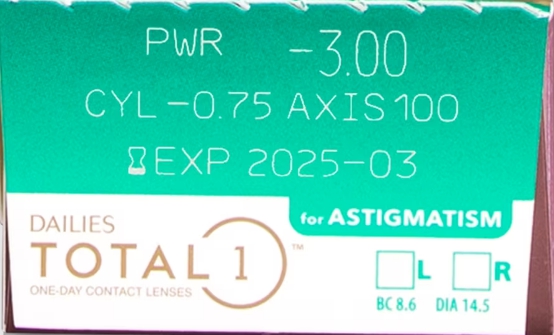 PWR -3.00
CYL -0.75 AXIS 100
EXP 2025-03
for ASTIGMATISM
DAILIES
TOTAL 1™
ONE-DAY CONTACT LENSES
L R
BC 8.6 DIA 14.5